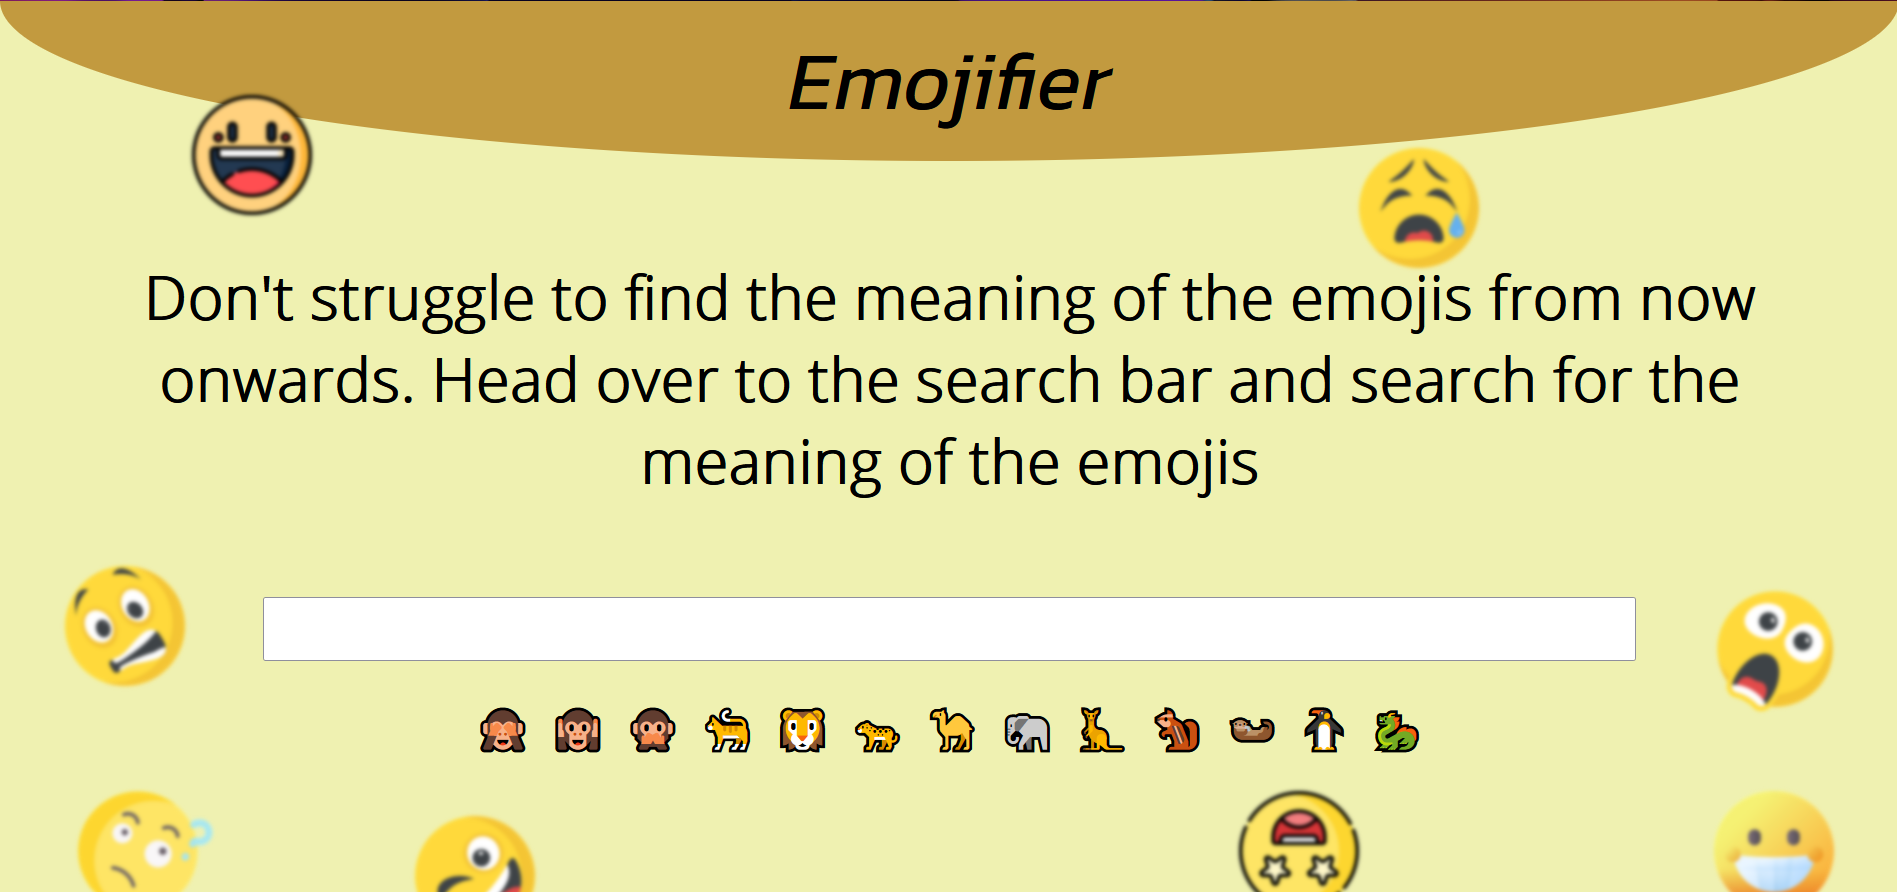 Emojifier
Don't struggle to find the meaning of the emojis from now
onwards. Head over to the search bar and search for the
meaning of the emojis